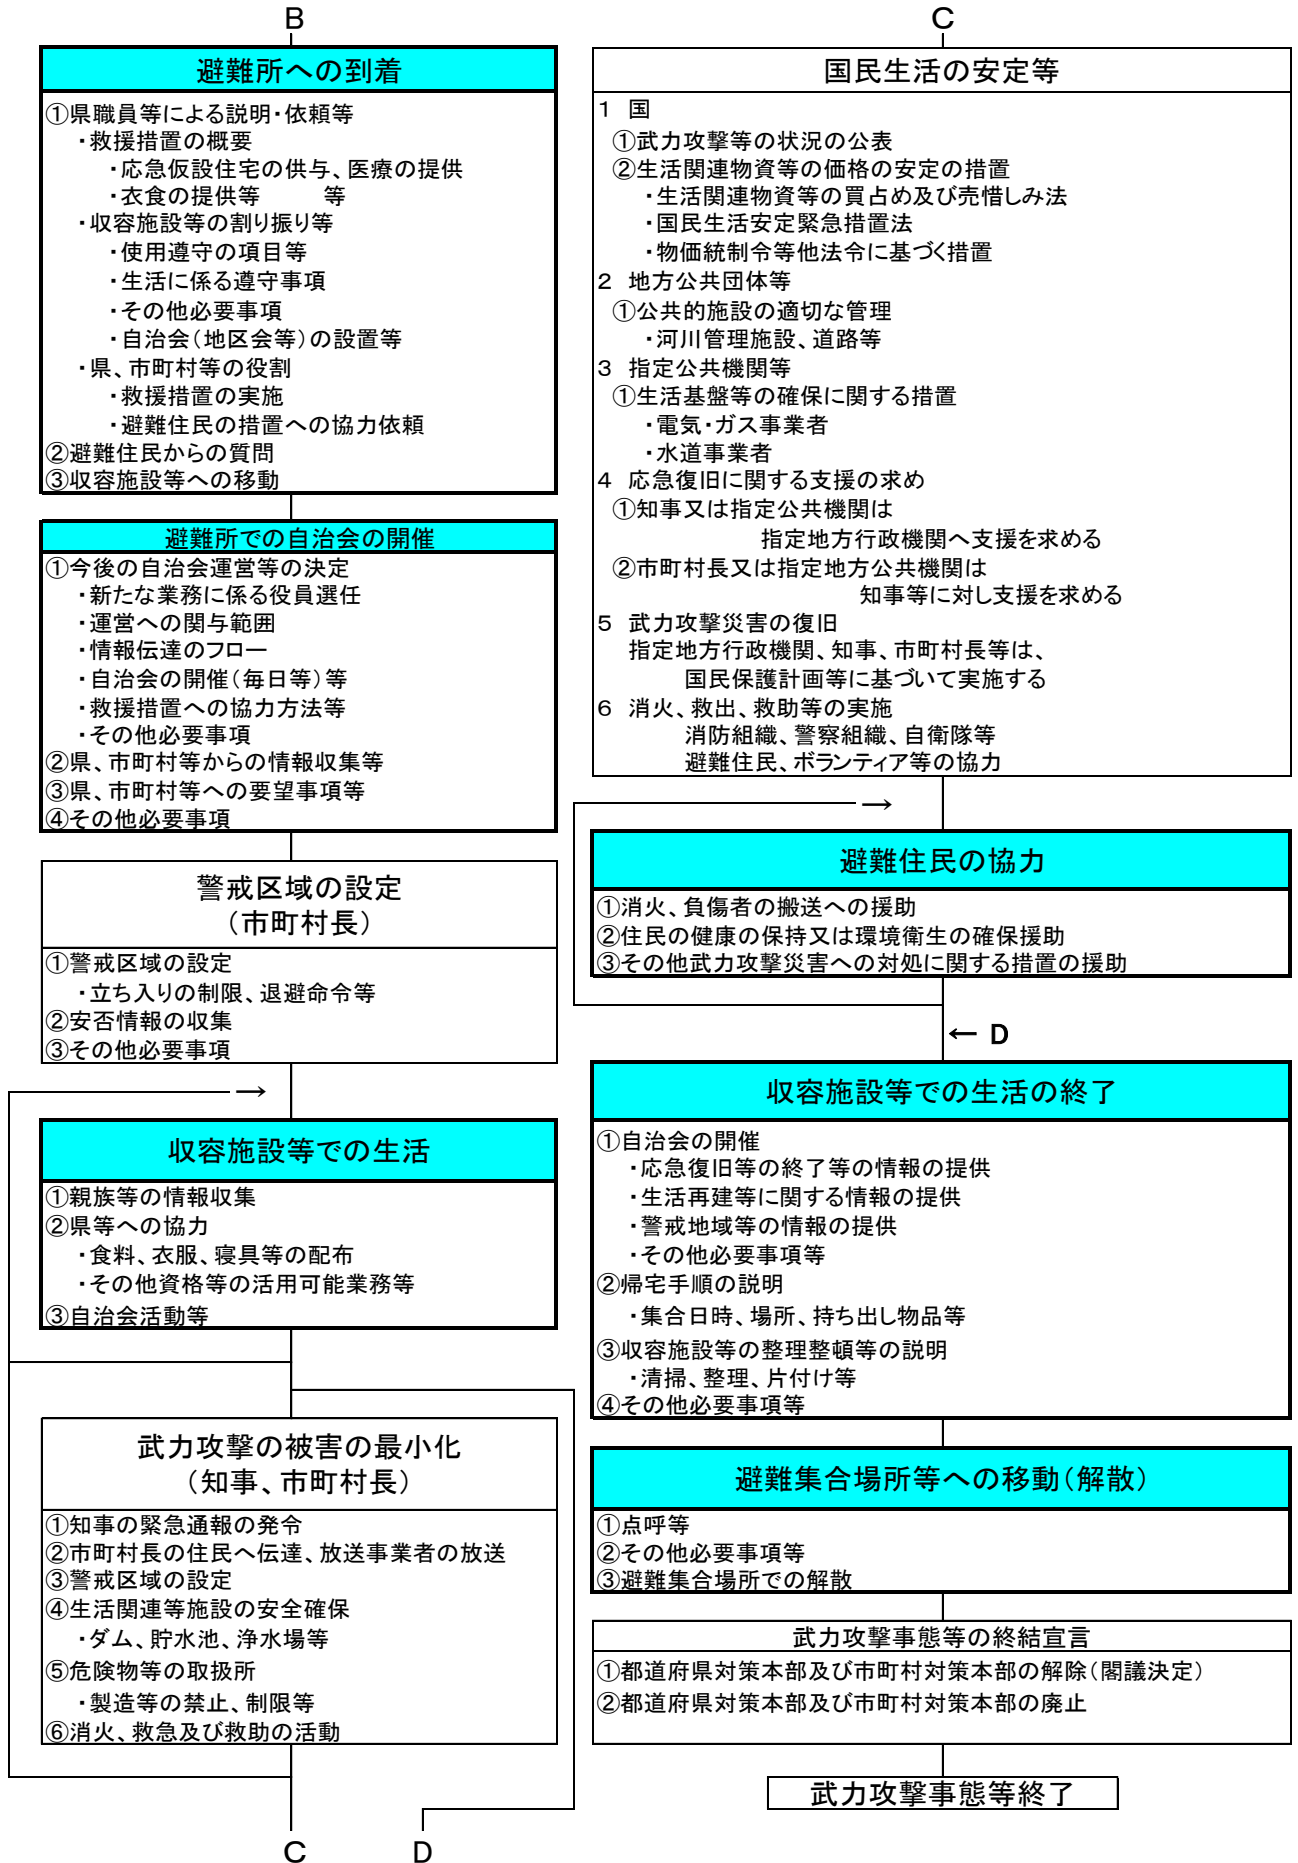 B
避難所への到着
①県職員等による説明・依頼等
・救援措置の概要
・応急仮設住宅の供与、医療の提供
・衣食の提供等　　　等
・収容施設等の割り振り等
・使用遵守の項目等
・生活に係る遵守事項
・その他必要事項
・自治会（地区会等）の設置等
・県、市町村等の役割
・救援措置の実施
・避難住民の措置への協力依頼
②避難住民からの質問
③収容施設等への移動
避難所での自治会の開催
①今後の自治会運営等の決定
・新たな業務に係る役員選任
・運営への関与範囲
・情報伝達のフロー
・自治会の開催（毎日等）等
・救援措置への協力方法等
・その他必要事項
②県、市町村等からの情報収集等
③県、市町村等への要望事項等
④その他必要事項
警戒区域の設定
（市町村長）
①警戒区域の設定
・立ち入りの制限、退避命令等
②安否情報の収集
③その他必要事項
→
収容施設等での生活
①親族等の情報収集
②県等への協力
・食料、衣服、寝具等の配布
・その他資格等の活用可能業務等
③自治会活動等
武力攻撃の被害の最小化
（知事、市町村長）
①知事の緊急通報の発令
②市町村長の住民へ伝達、放送事業者の放送
③警戒区域の設定
④生活関連等施設の安全確保
・ダム、貯水池、浄水場等
⑤危険物等の取扱所
・製造等の禁止、制限等
⑥消火、救急及び救助の活動
C
D
C
国民生活の安定等
1　国
①武力攻撃等の状況の公表
②生活関連物資等の価格の安定の措置
・生活関連物資等の買占め及び売惜しみ法
・国民生活安定緊急措置法
・物価統制令等他法令に基づく措置
2　地方公共団体等
①公共的施設の適切な管理
・河川管理施設、道路等
3　指定公共機関等
①生活基盤等の確保に関する措置
・電気・ガス事業者
・水道事業者
4　応急復旧に関する支援の求め
①知事又は指定公共機関は
指定地方行政機関へ支援を求める
②市町村長又は指定地方公共機関は
知事等に対し支援を求める
5　武力攻撃災害の復旧
指定地方行政機関、知事、市町村長等は、
国民保護計画等に基づいて実施する
6　消火、救出、救助等の実施
消防組織、警察組織、自衛隊等
避難住民、ボランティア等の協力
→
避難住民の協力
①消火、負傷者の搬送への援助
②住民の健康の保持又は環境衛生の確保援助
③その他武力攻撃災害への対処に関する措置の援助
← D
収容施設等での生活の終了
①自治会の開催
・応急復旧等の終了等の情報の提供
・生活再建等に関する情報の提供
・警戒地域等の情報の提供
・その他必要事項等
②帰宅手順の説明
・集合日時、場所、持ち出し物品等
③収容施設等の整理整頓等の説明
・清掃、整理、片付け等
④その他必要事項等
避難集合場所等への移動（解散）
①点呼等
②その他必要事項等
③避難集合場所での解散
武力攻撃事態等の終結宣言
①都道府県対策本部及び市町村対策本部の解除（閣議決定）
②都道府県対策本部及び市町村対策本部の廃止
武力攻撃事態等終了